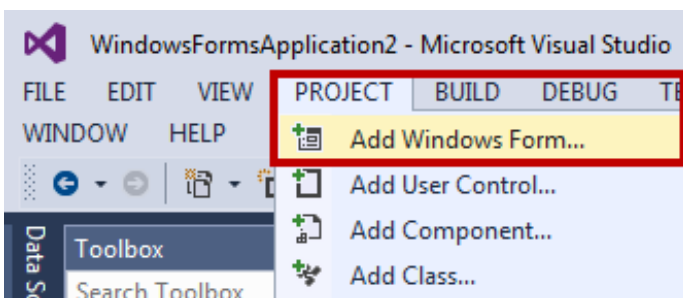 WindowsFormsApplication2 - Microsoft Visual Studio
FILE EDIT VIEW PROJECT BUILD DEBUG
WINDOW HELP
Add Windows Form...
Add User Control...
Add Component...
Add Class...
Toolbox
Search Toolbox
Data